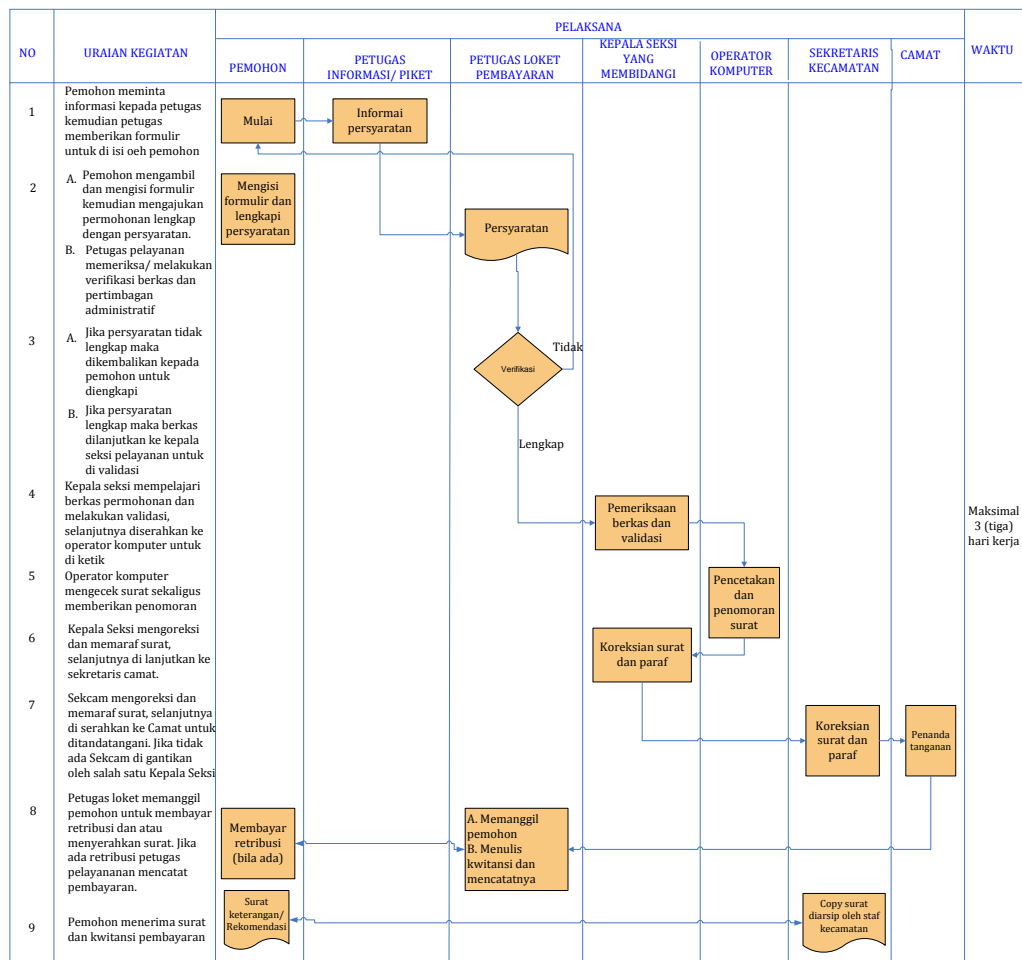 PELAKSANA
NO
URAIAN KEGIATAN
PEMOHON
PETUGAS
INFORMASI/ PIKET
PETUGAS LOKET
PEMBAYARAN
KEPALA SEKSI
YANG
MEMBIDANGI
OPERATOR
KOMPUTER
SEKRETARIS
KECAMATAN
CAMAT
WAKTU
1
Pemohon meminta
informasi kepada petugas
kemudian petugas
memberikan formulir
untuk di isi oeh pemohon
Mulai
Informai
persyaratan
2
A. Pemohon mengambil
dan mengisi formulir
kemudian mengajukan
permohonan lengkap
dengan persyaratan.
B. Petugas pelayanan
memeriksa/ melakukan
verifikasi berkas dan
pertimbagan
administratif
Mengisi
formulir dan
lengkapi
persyaratan
Persyaratan
3
A. Jika persyaratan tidak
lengkap maka
dikembalikan kepada
pemohon untuk
diengkapi
B. Jika persyaratan
lengkap maka berkas
dilanjutkan ke kepala
seksi pelayanan untuk
di validasi
Tidak
Verifikasi
Lengkap
4
Kepala seksi mempelajari
berkas permohonan dan
melakukan validasi,
selanjutnya diserahkan ke
operator komputer untuk
di ketik
Pemeriksaan
berkas dan
validasi
Maksimal
3 (tiga)
hari kerja
5
Operator komputer
mengecek surat sekaligus
memberikan penomoran
Pencetakan
dan
penomoran
surat
6
Kepala Seksi mengoreksi
dan memaraf surat,
selanjutnya di lanjutkan ke
sekretaris camat.
Koreksian surat
dan paraf
7
Sekcam mengoreksi dan
memaraf surat, selanjutnya
di serahkan ke Camat untuk
ditandatangani. Jika tidak
ada Sekcam di gantikan
oleh salah satu Kepala Seksi
Koreksian
surat dan
paraf
Penanda
tanganan
8
Petugas loket memanggil
pemohon untuk membayar
retribusi dan atau
menyerahkan surat. Jika
ada retribusi petugas
pelayananan mencatat
pembayaran.
Membayar
retribusi
(bila ada)
A. Memanggil
pemohon
B. Menulis
kwitansi dan
mencatatnya
9
Pemohon menerima surat
dan kwitansi pembayaran
Surat
keterangan/
Rekomendasi
Copy surat
diarsip oleh staf
kecamatan